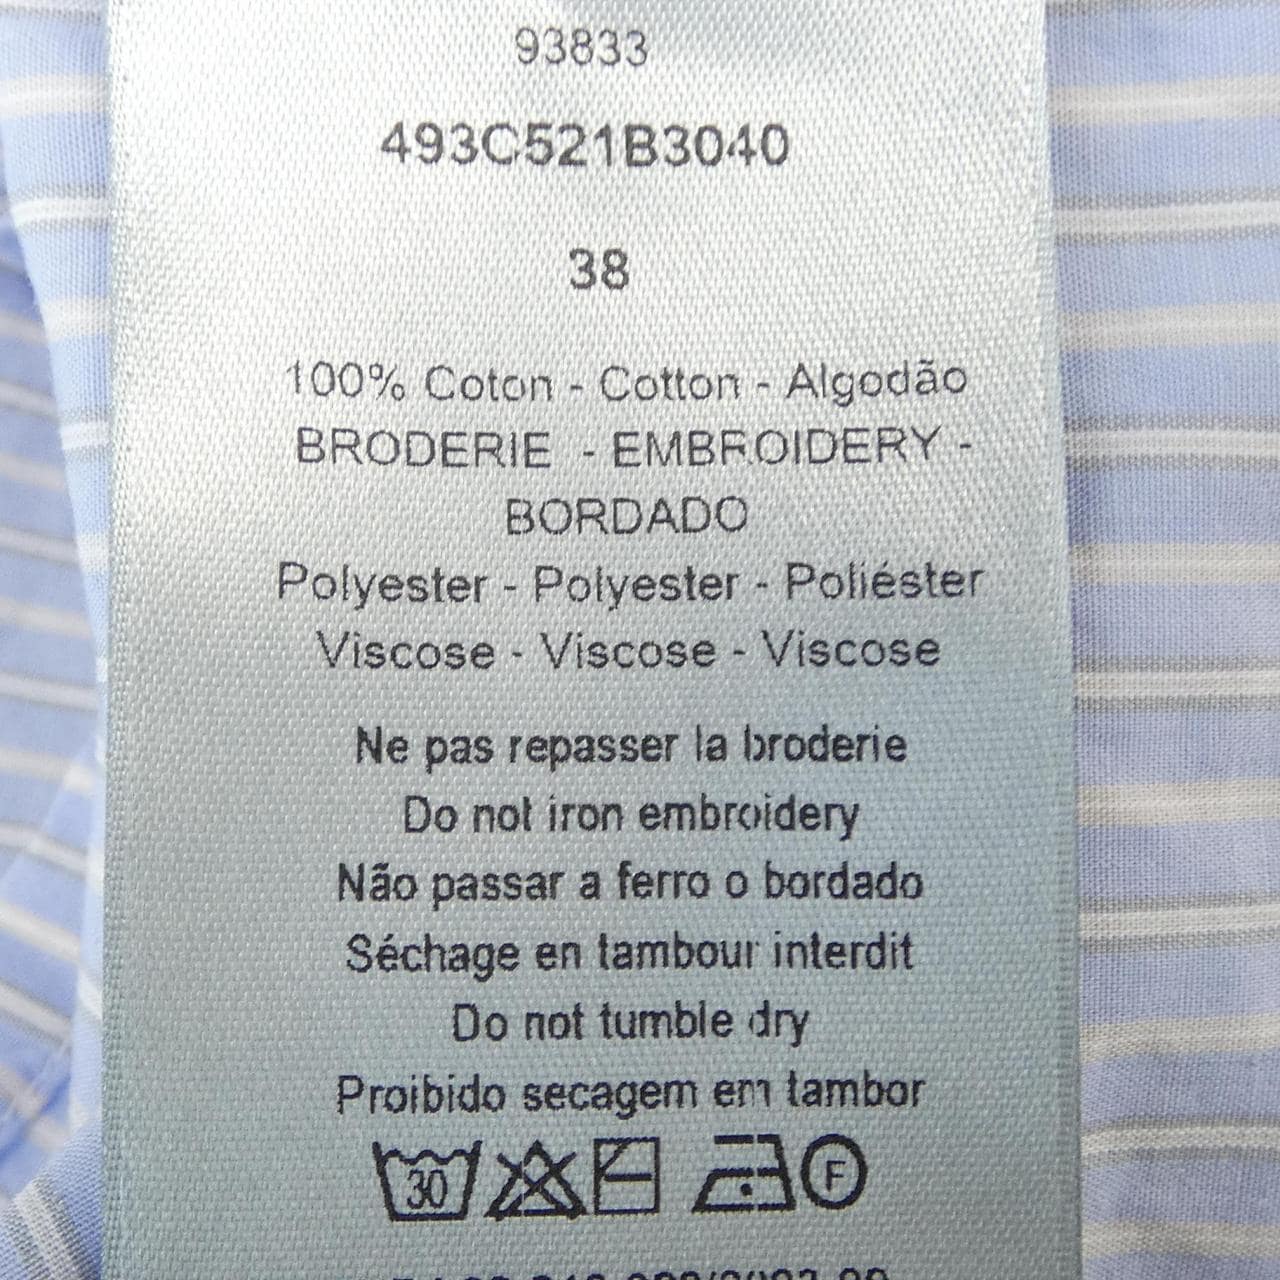 93833
493C521B3040
38
100% Coton - Cotton - Algodão
BRODERIE - EMBROIDERY -
BORDADO
Polyester - Polyester - Poliéster
Viscose - Viscose - Viscose
Ne pas repasser la broderie
Do not iron embroidery
Não passar a ferro o bordado
Séchage en tambour interdit
Do not tumble dry
Proibido secagem em tambor
30 F